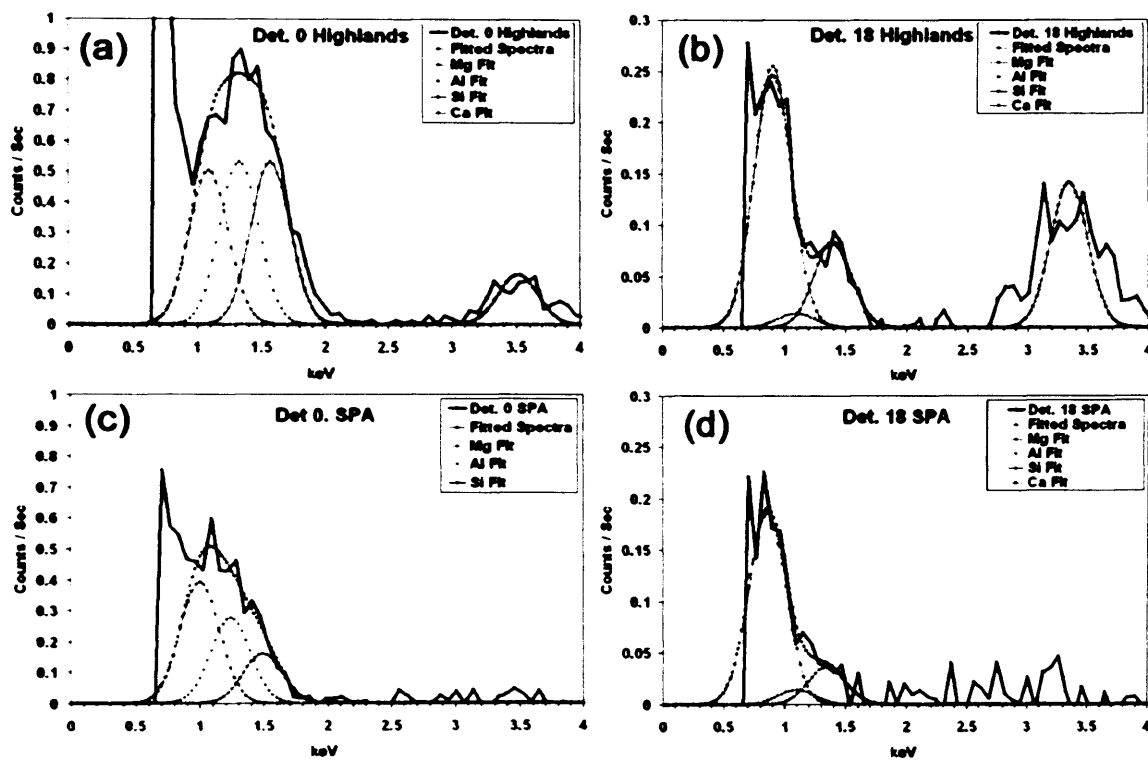 (a)
Det. 0 Highlands
Det. 0 Highlands
Fitted Spectra
Mg Fit
Al Fit
Si Fit
Ca Fit
Counts / Sec
1
0.9
0.8
0.7
0.6
0.5
0.4
0.3
0.2
0.1
0
0 0.5 1 1.5 2 2.5 3 3.5 4
keV
(b)
Det. 18 Highlands
Det. 18 Highlands
Fitted Spectra
Mg Fit
Al Fit
Si Fit
Ca Fit
Counts / Sec
0.3
0.25
0.2
0.15
0.1
0.05
0
0 0.5 1 1.5 2 2.5 3 3.5 4
keV
(c)
Det 0. SPA
Det. 0 SPA
Fitted Spectra
Mg Fit
Al Fit
Si Fit
Counts / Sec
1
0.9
0.8
0.7
0.6
0.5
0.4
0.3
0.2
0.1
0
0 0.5 1 1.5 2 2.5 3 3.5 4
keV
(d)
Det. 18 SPA
Det. 18 SPA
Fitted Spectra
Mg Fit
Al Fit
Si Fit
Ca Fit
Counts / Sec
0.3
0.25
0.2
0.15
0.1
0.05
0
0 0.5 1 1.5 2 2.5 3 3.5 4
keV